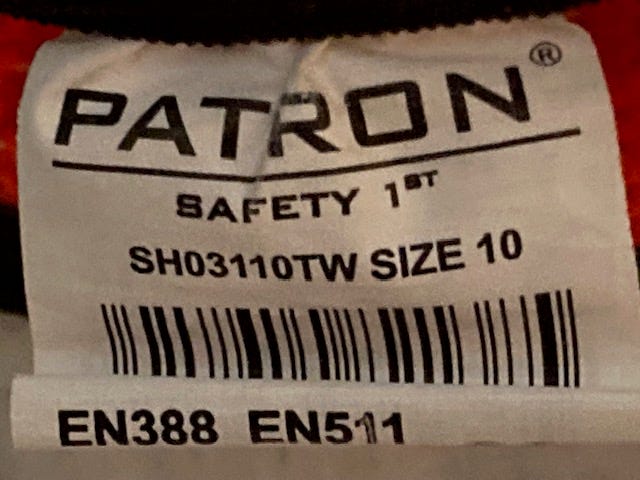 PATRON®
SAFETY 1ST
SH03110TW SIZE 10
EN388 EN511